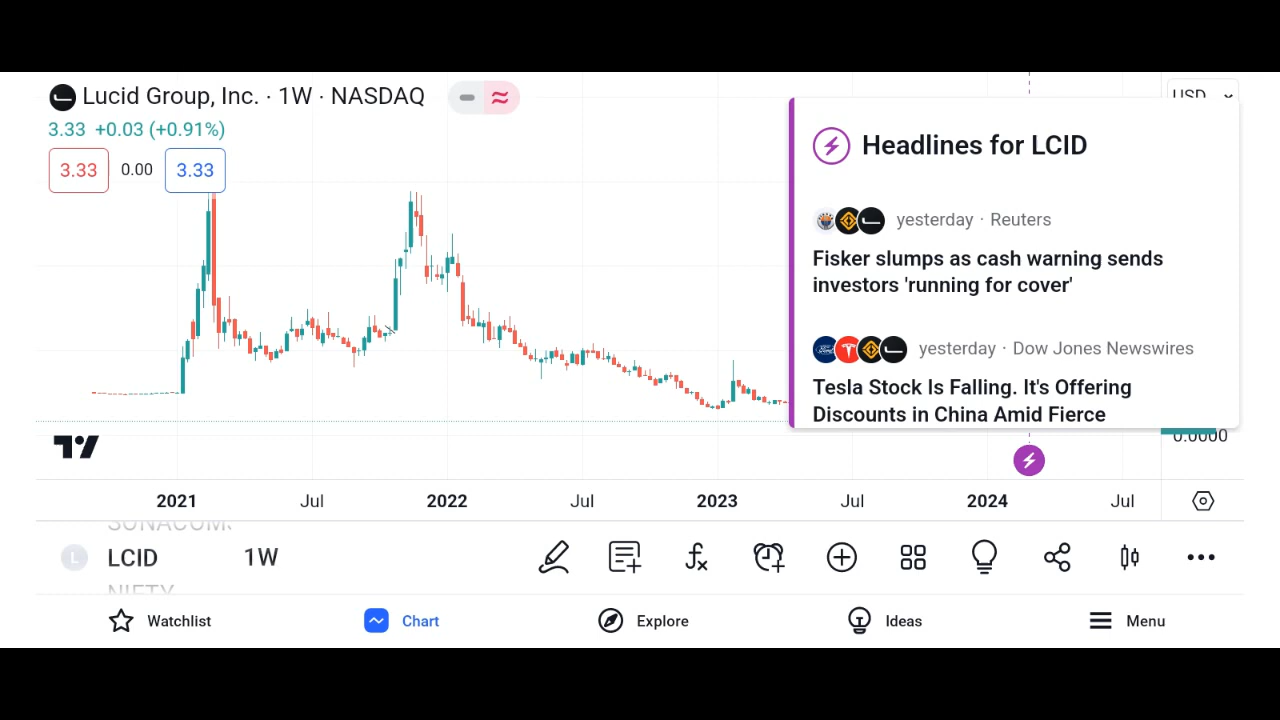 Lucid Group, Inc. · 1W · NASDAQ
USD
3.33 +0.03 (+0.91%)
3.33 0.00 3.33
Headlines for LCID
yesterday · Reuters
Fisker slumps as cash warning sends
investors 'running for cover'
yesterday · Dow Jones Newswires
Tesla Stock Is Falling. It's Offering
Discounts in China Amid Fierce
0.0000
2021 Jul 2022 Jul 2023 Jul 2024 Jul
L LCID 1W
NIFTY
Watchlist Chart Explore Ideas Menu